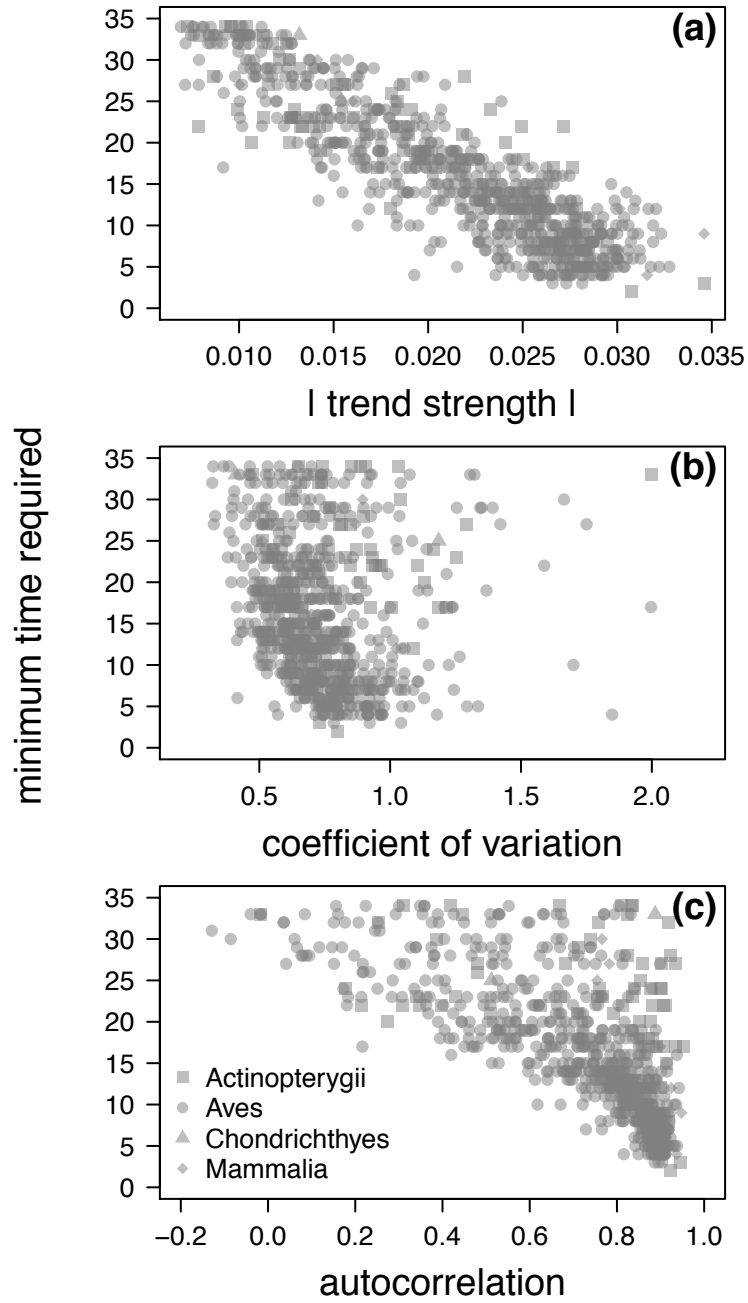 (a)
35
30
25
20
15
10
5
0
0.010 0.015 0.020 0.025 0.030 0.035
| trend strength |
minimum time required
(b)
35
30
25
20
15
10
5
0
0.5 1.0 1.5 2.0
coefficient of variation
(c)
35
30
25
20
15
10
5
0
Actinopterygii
Aves
Chondrichthyes
Mammalia
−0.2 0.0 0.2 0.4 0.6 0.8 1.0
autocorrelation